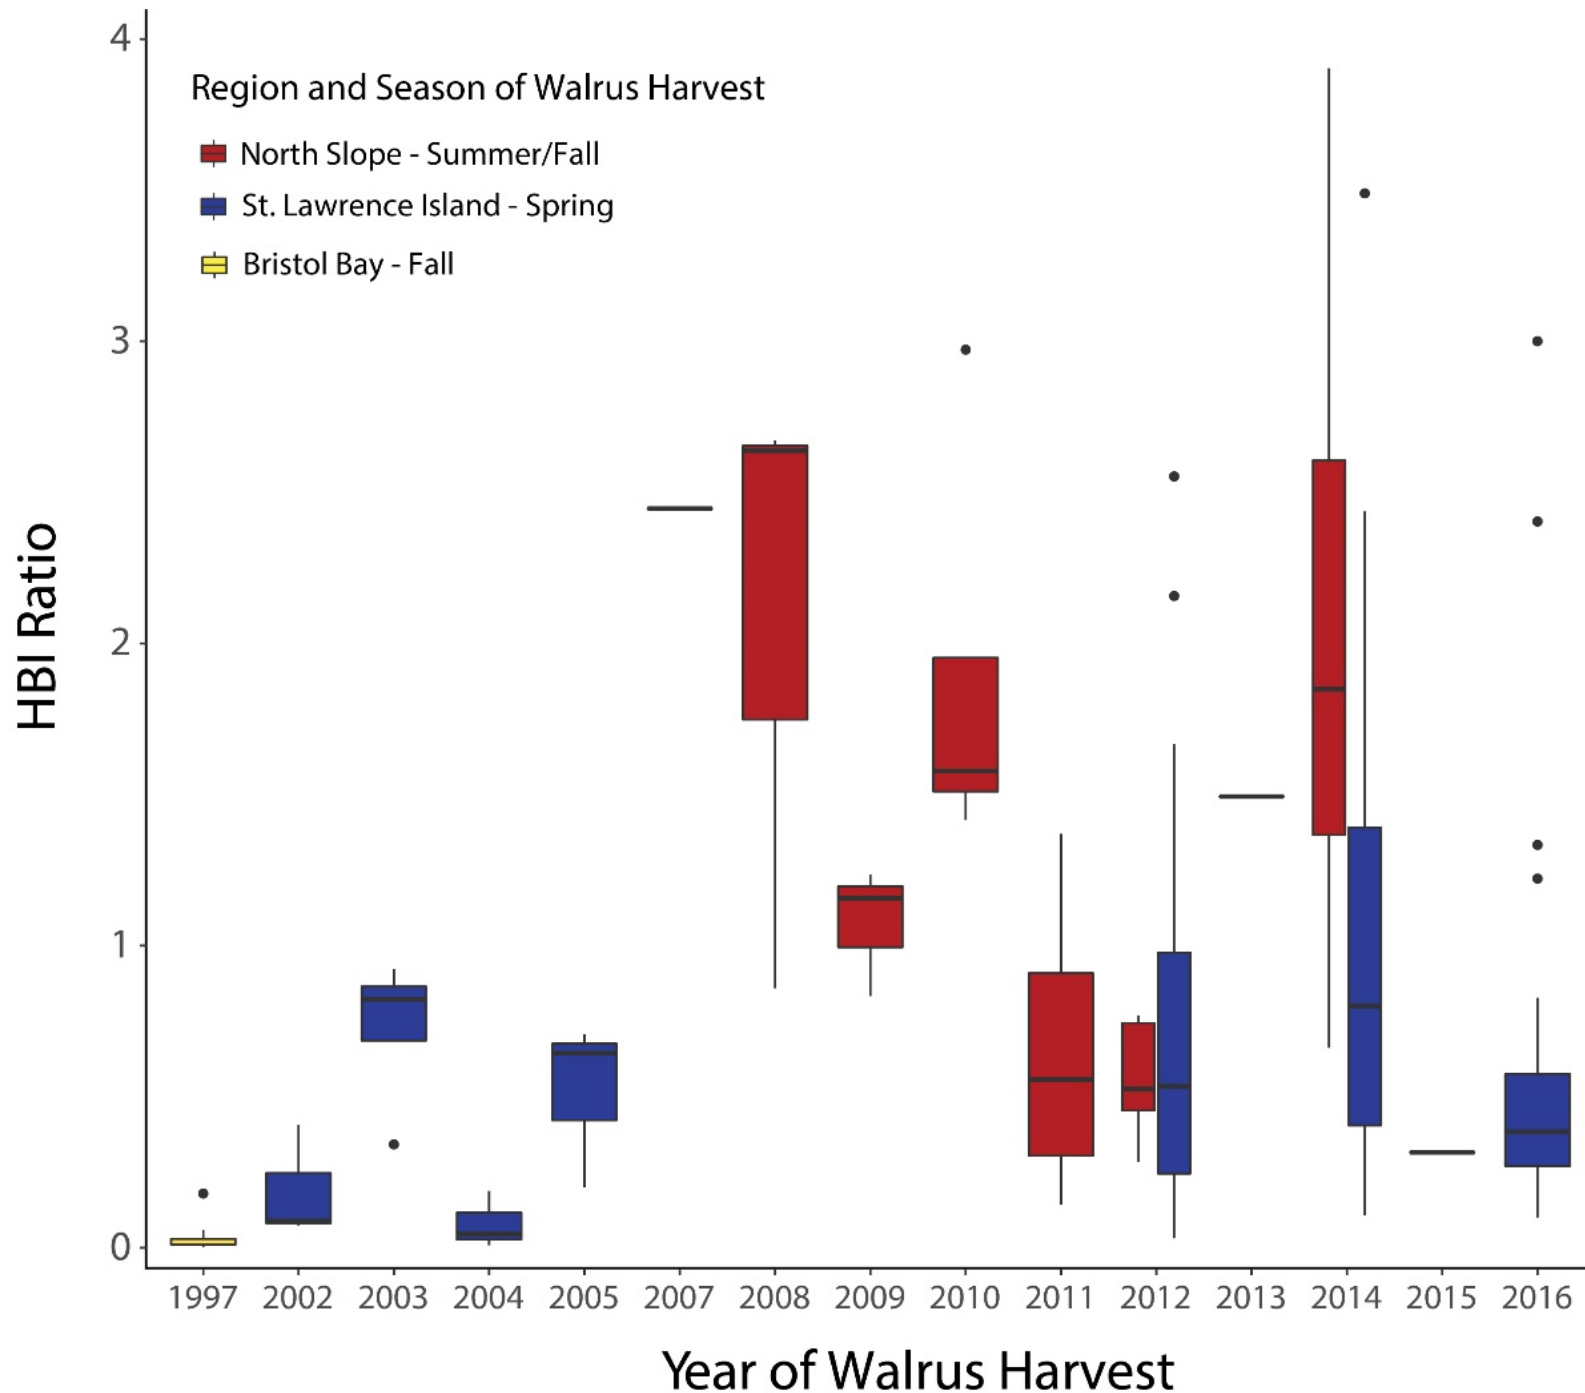 4
3
2
1
0
HBI Ratio
Region and Season of Walrus Harvest
North Slope - Summer/Fall
St. Lawrence Island - Spring
Bristol Bay - Fall
1997 2002 2003 2004 2005 2007 2008 2009 2010 2011 2012 2013 2014 2015 2016
Year of Walrus Harvest